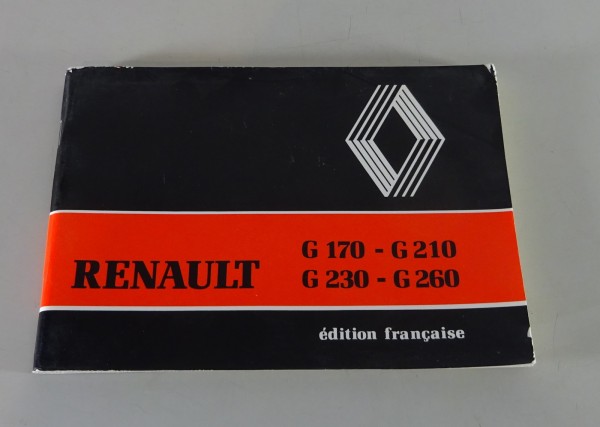 RENAULT
G 170 - G 210
G 230 - G 260
édition française